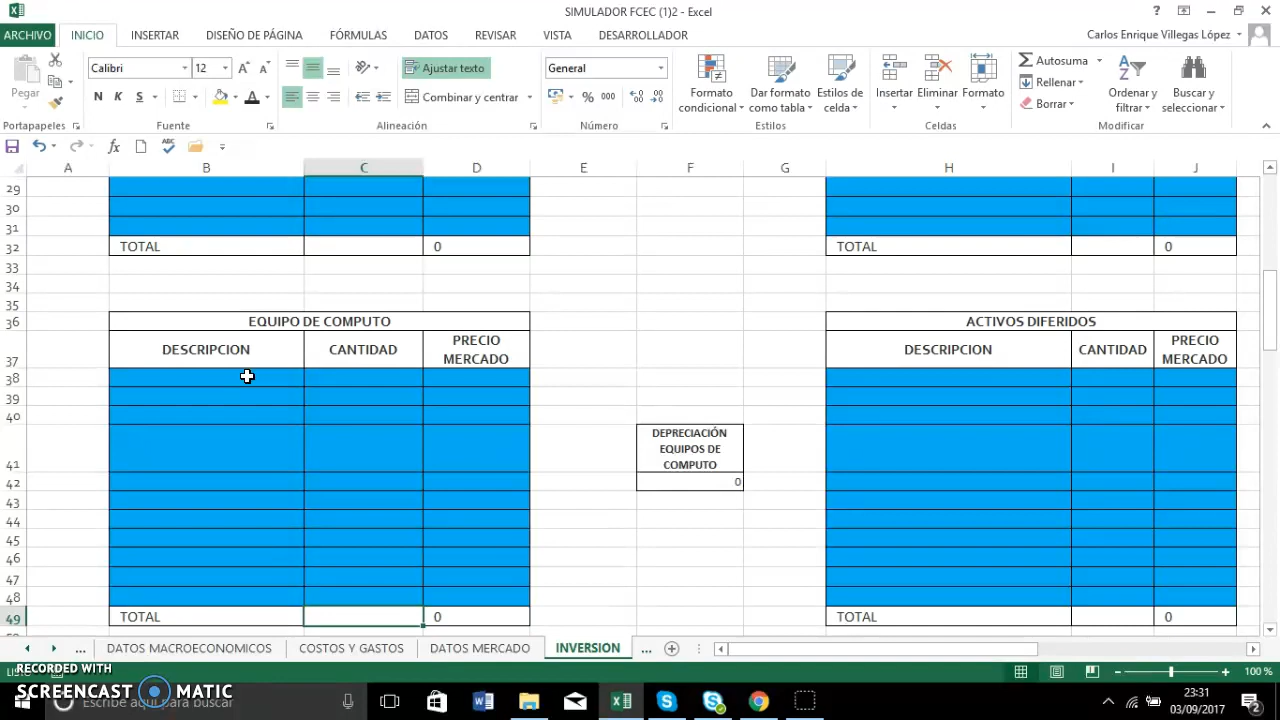 SIMULADOR FCEC (1)2 - Excel
ARCHIVO INICIO INSERTAR DISEÑO DE PÁGINA FÓRMULAS DATOS REVISAR VISTA DESARROLLADOR Carlos Enrique Villegas López
Pegar
Calibri 12
N K S
Ajustar texto
Combinar y centrar
General
% 000
Formato condicional
Dar formato como tabla
Estilos de celda
Insertar Eliminar Formato
Autosuma
Rellenar
Borrar
Ordenar y filtrar
Buscar y seleccionar
Portapapeles Fuente Alineación Número Estilos Celdas Modificar
A B C D E F G H I J
29
30
31
32 TOTAL 0 TOTAL 0
33
34
35
36 EQUIPO DE COMPUTO ACTIVOS DIFERIDOS
37 DESCRIPCION CANTIDAD PRECIO MERCADO DESCRIPCION CANTIDAD PRECIO MERCADO
38
39
40
41 DEPRECIACIÓN EQUIPOS DE COMPUTO
42 0
43
44
45
46
47
48
49 TOTAL 0 TOTAL 0
... DATOS MACROECONOMICOS COSTOS Y GASTOS DATOS MERCADO INVERSION ...
100 %
RECORDED WITH
SCREENCAST MATIC
Escribe aquí para buscar
23:31
03/09/2017
2